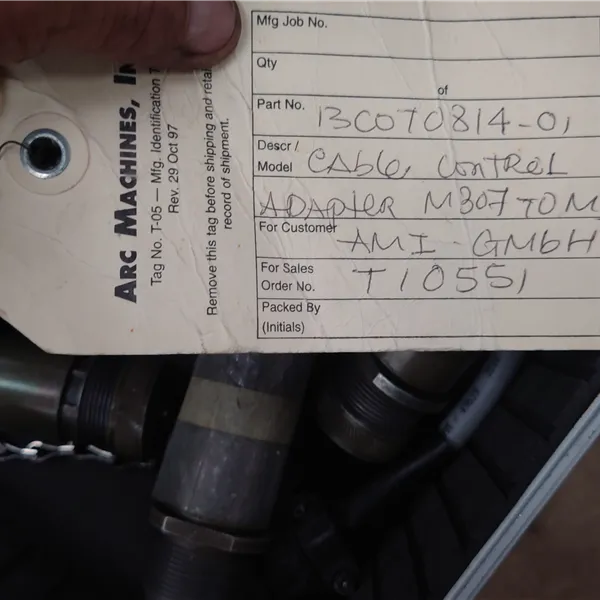 ARC MACHINES,
Tag No. T-05 — Mfg. Identification
Rev. 29 Oct 97
Remove this tag before shipping and
record of shipment.
Mfg Job No.
Qty
of
Part No. 13C070814-01
Descr / Model CABle, CONTROL
ADAPTER M307 TO M
For Customer AMI - GMbH
For Sales Order No. T10551
Packed By
(Initials)